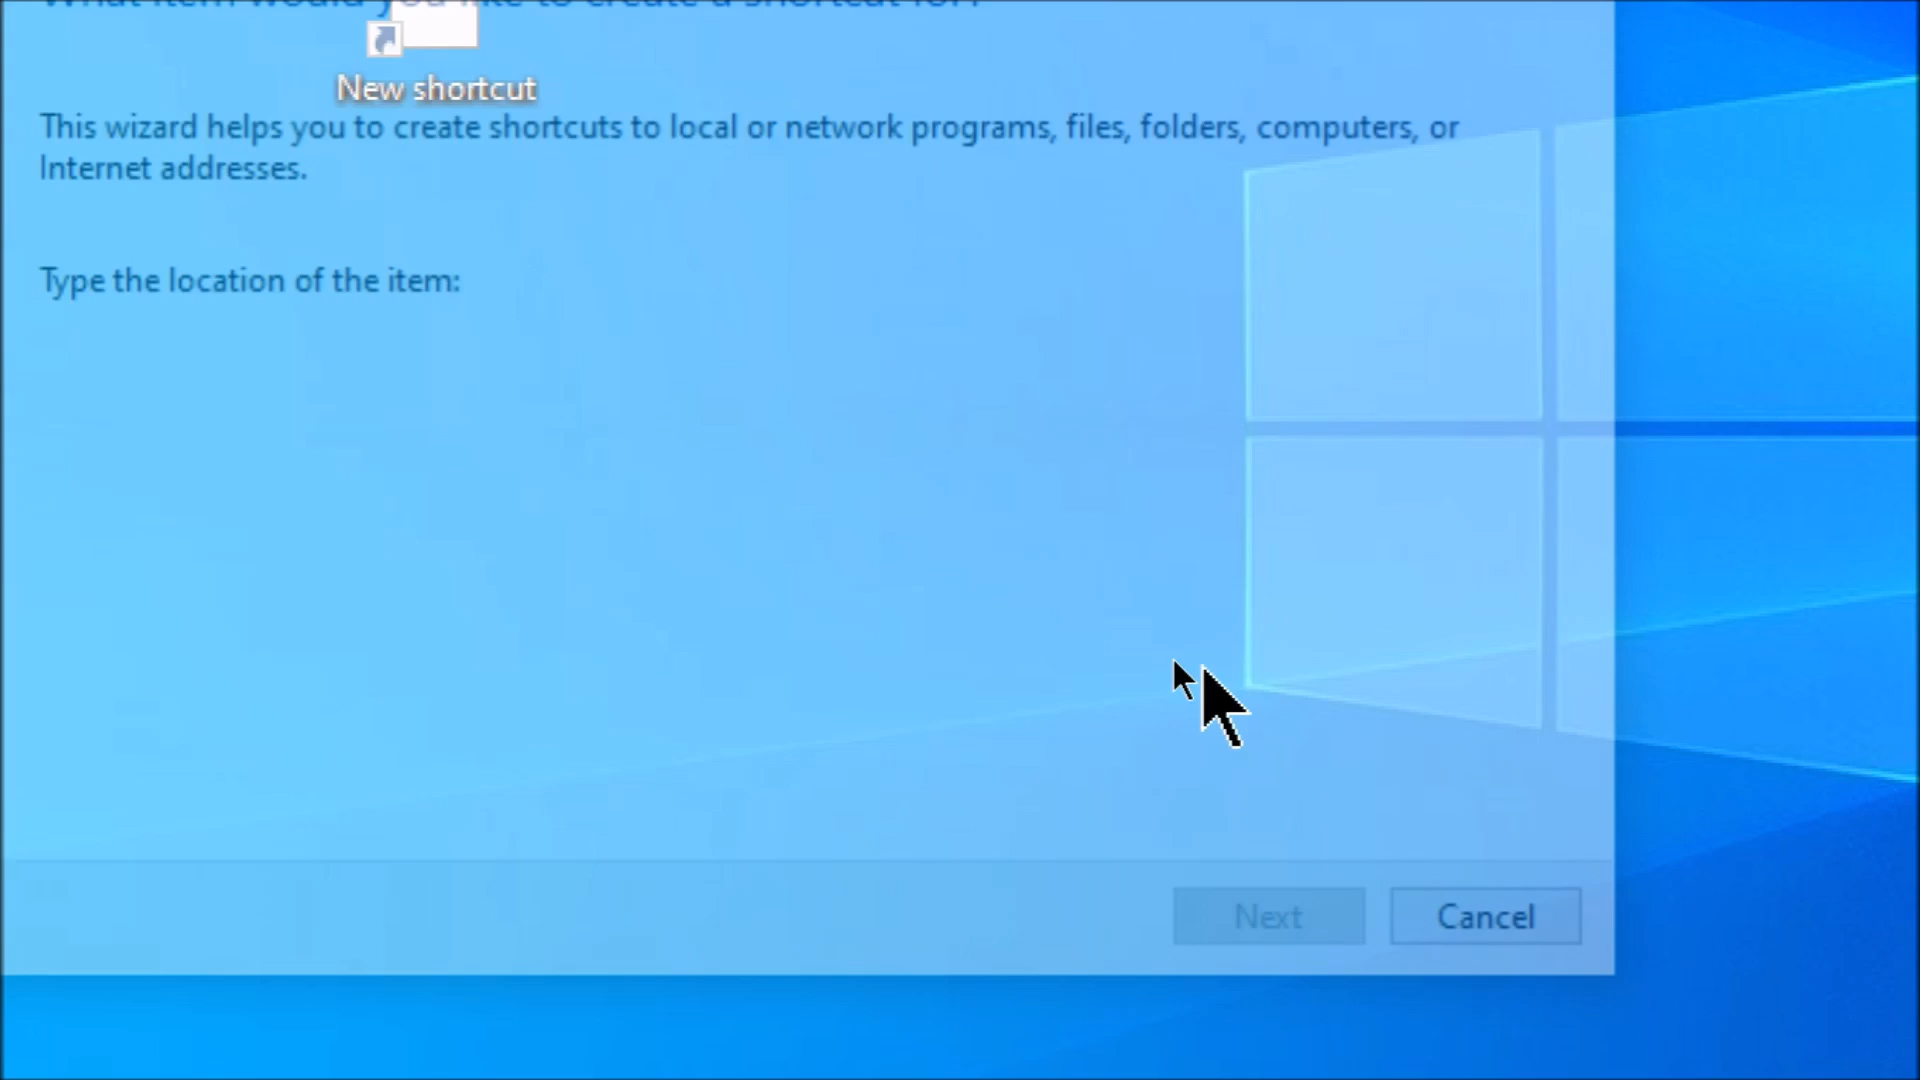 What item would you like to create a shortcut for?
New shortcut
This wizard helps you to create shortcuts to local or network programs, files, folders, computers, or
Internet addresses.
Type the location of the item:
Next
Cancel